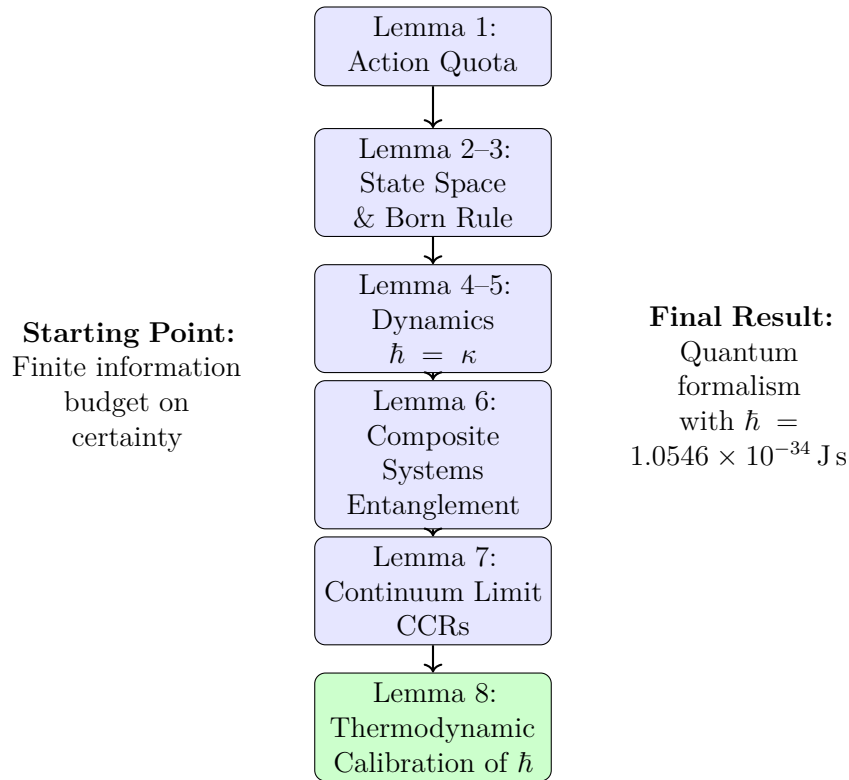 Lemma 1:
Action Quota
Lemma 2–3:
State Space
& Born Rule
Lemma 4–5:
Dynamics
ℏ = κ
Lemma 6:
Composite
Systems
Entanglement
Lemma 7:
Continuum Limit
CCRs
Lemma 8:
Thermodynamic
Calibration of ℏ
Starting Point:
Finite information
budget on
certainty
Final Result:
Quantum
formalism
with ℏ =
1.0546 × 10⁻³⁴ J s